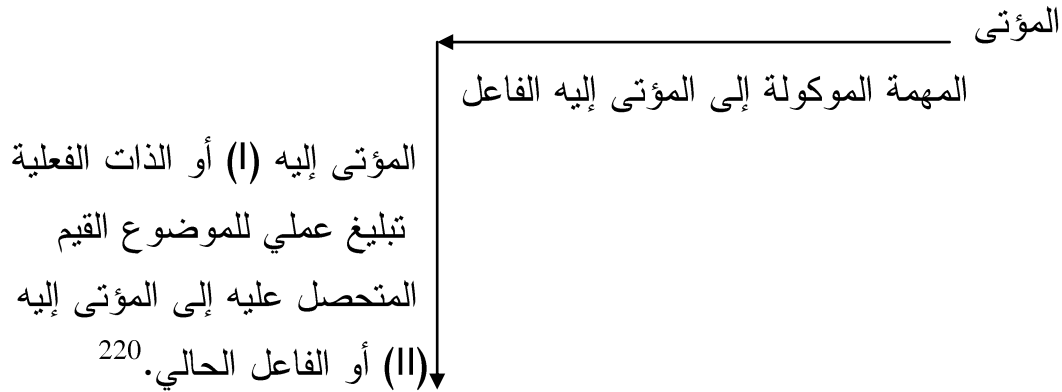 المؤتى
المهمة الموكولة إلى المؤتى إليه الفاعل
المؤتى إليه (I) أو الذات الفعلية
تبليغ عملي للموضوع القيم
المتحصل عليه إلى المؤتى إليه
(II) أو الفاعل الحالي.220